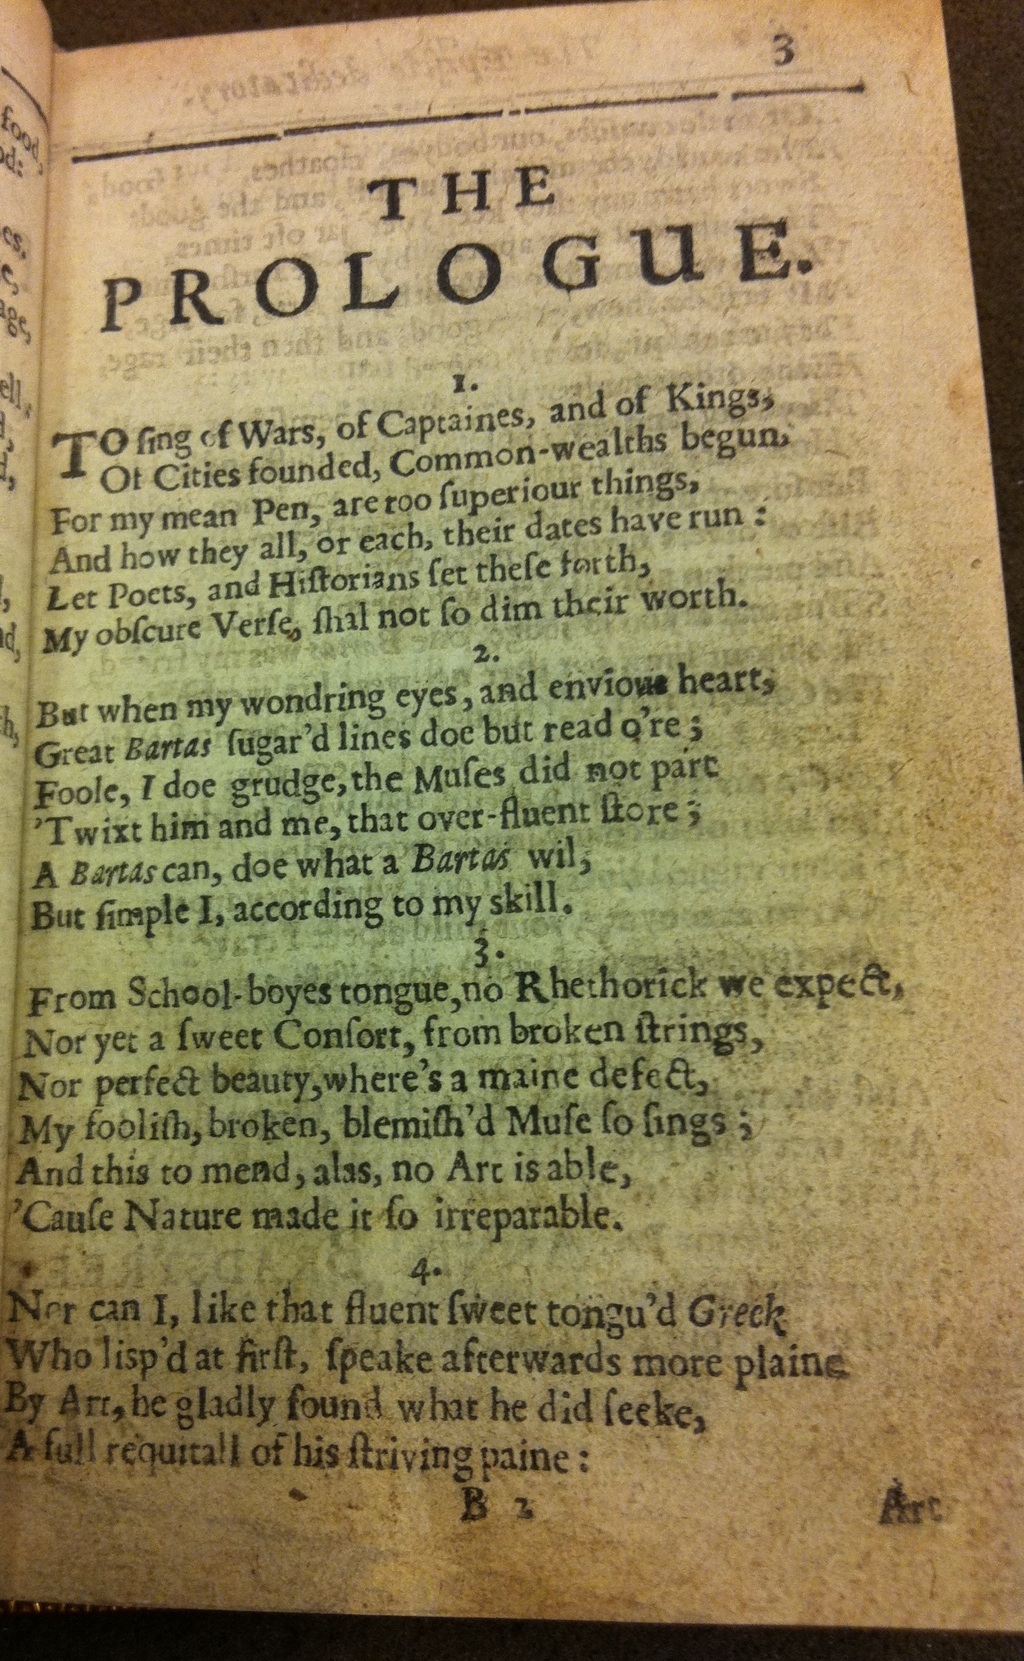 3
THE
PROLOGUE.
1.
TO ſing of Wars, of Captaines, and of Kings,
Of Cities founded, Common-wealths begun,
For my mean Pen, are too ſuperiour things,
And how they all, or each, their dates have run :
Let Poets, and Hiſtorians ſet theſe forth,
My obſcure Verſe, ſhal not ſo dim their worth.
2.
But when my wondring eyes, and envious heart,
Great Bartas ſugar'd lines doe but read o're ;
Foole, I doe grudge, the Muſes did not part
'Twixt him and me, that over-fluent ſtore ;
A Bartas can, doe what a Bartas wil,
But ſimple I, according to my skill.
3.
From School-boyes tongue, no Rhethorick we expect,
Nor yet a ſweet Conſort, from broken ſtrings,
Nor perfect beauty, where's a maine defect,
My fooliſh, broken, blemiſh'd Muſe ſo ſings ;
And this to mend, alas, no Art is able,
'Cauſe Nature made it ſo irreparable.
4.
Nor can I, like that fluent ſweet tongu'd Greek
Who lisp'd at firſt, ſpeake afterwards more plaine
By Art, he gladly found what he did ſeeke,
A full requitall of his ſtriving paine :
B 2 Art
food,
es,
e,
age,
ell,